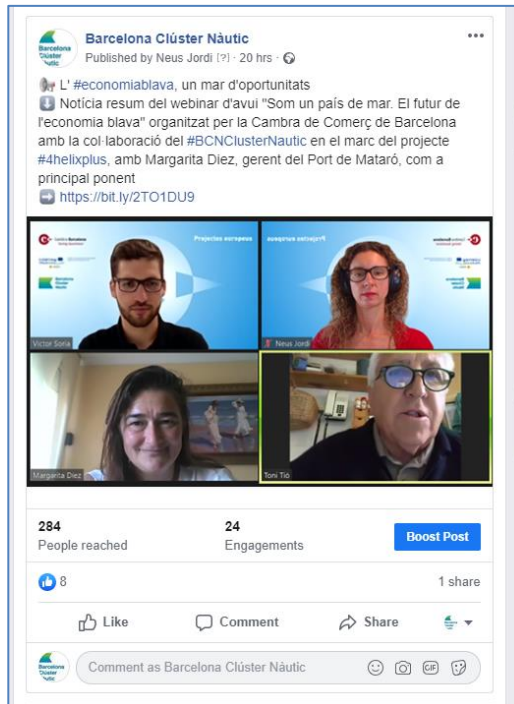 Barcelona Clúster Nàutic
Published by Neus Jordi [?] · 20 hrs ·
L' #economiablava, un mar d'oportunitats
Notícia resum del webinar d'avui "Som un país de mar. El futur de
l'economia blava" organitzat per la Cambra de Comerç de Barcelona
amb la col·laboració del #BCNClusterNautic en el marc del projecte
#4helixplus, amb Margarita Diez, gerent del Port de Mataró, com a
principal ponent
https://bit.ly/2TO1DU9
Projectes europeus
Projectes europeus
Victor Soria
Neus Jordi
Margarita Diez
Toni Tió
284
People reached
24
Engagements
Boost Post
8
1 share
Like
Comment
Share
Comment as Barcelona Clúster Nàutic
GIF